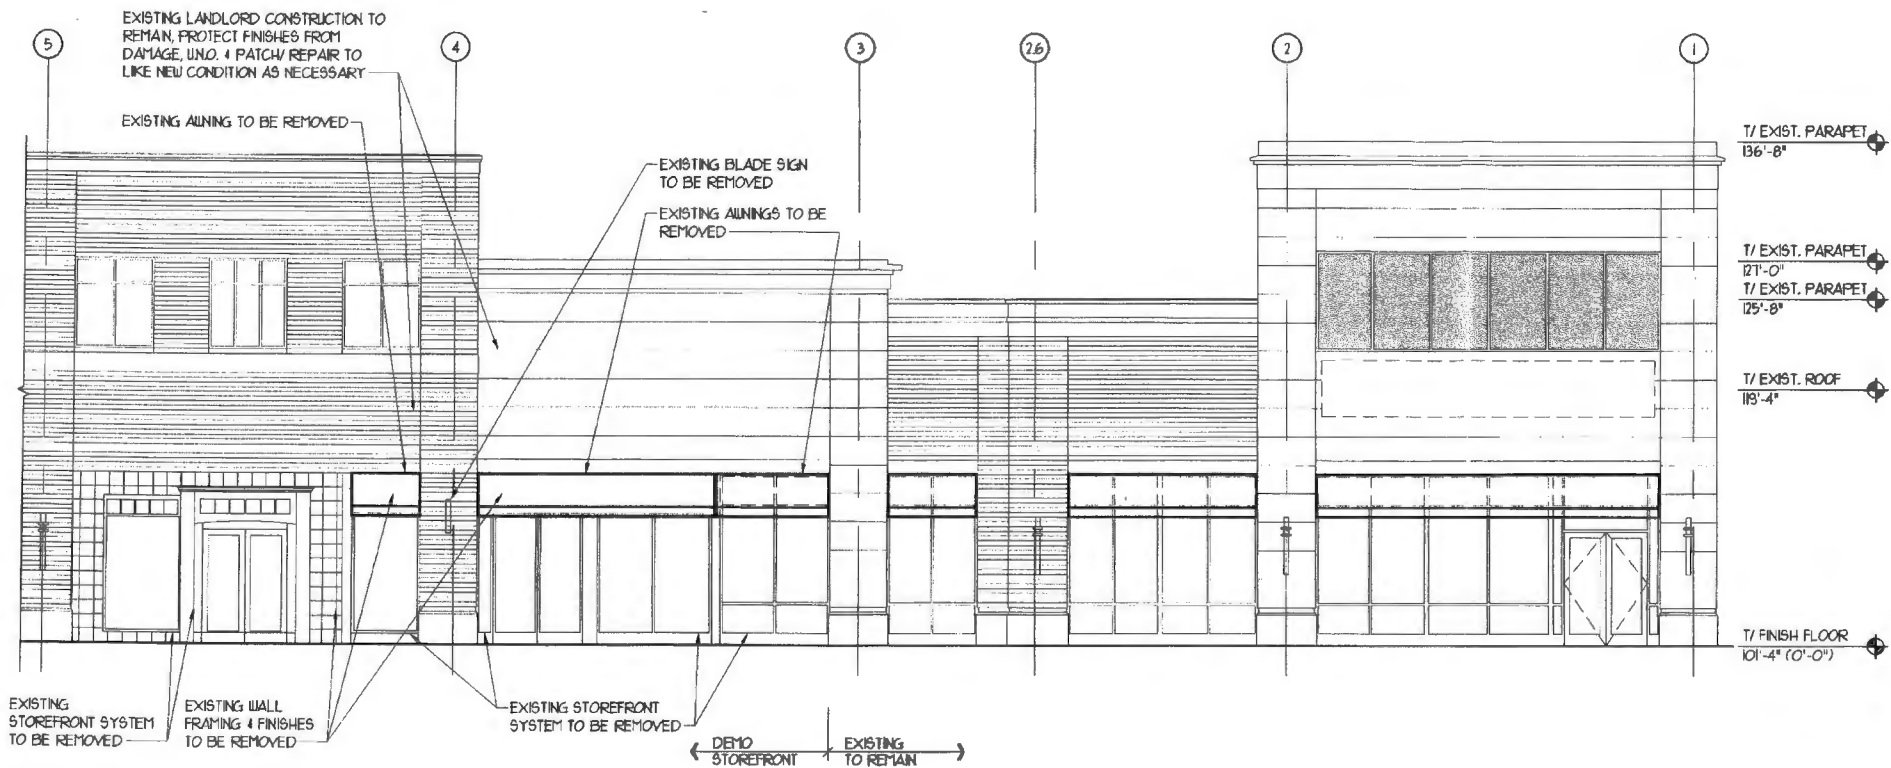 EXISTING LANDLORD CONSTRUCTION TO
REMAIN, PROTECT FINISHES FROM
DAMAGE, U.N.O. & PATCH/ REPAIR TO
LIKE NEW CONDITION AS NECESSARY
5
4
3
2.6
2
1
EXISTING AWNING TO BE REMOVED
EXISTING BLADE SIGN
TO BE REMOVED
EXISTING AWNINGS TO BE
REMOVED
T/ EXIST. PARAPET
136'-8"
T/ EXIST. PARAPET
127'-0"
T/ EXIST. PARAPET
125'-8"
T/ EXIST. ROOF
119'-4"
T/ FINISH FLOOR
101'-4" (0'-0")
EXISTING
STOREFRONT SYSTEM
TO BE REMOVED
EXISTING WALL
FRAMING & FINISHES
TO BE REMOVED
EXISTING STOREFRONT
SYSTEM TO BE REMOVED
DEMO
STOREFRONT
EXISTING
TO REMAIN